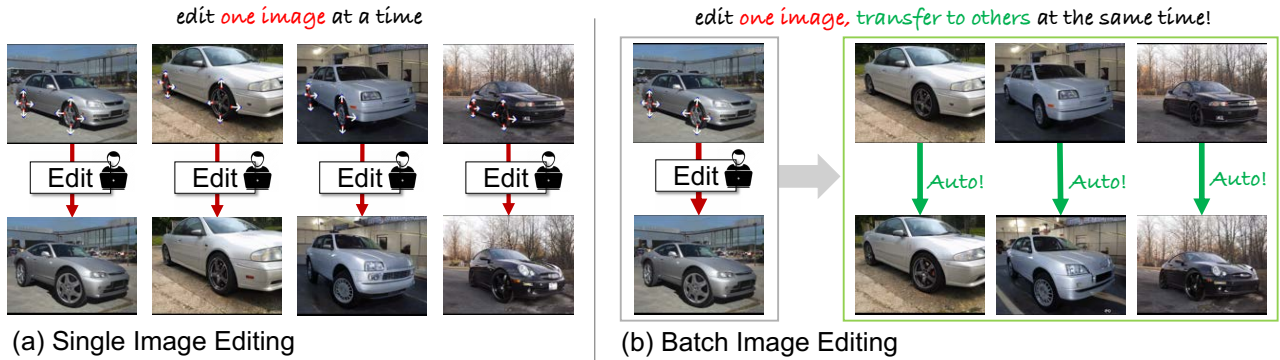 edit one image at a time
Edit
Edit
Edit
Edit
(a) Single Image Editing
edit one image, transfer to others at the same time!
Edit
Auto!
Auto!
Auto!
(b) Batch Image Editing